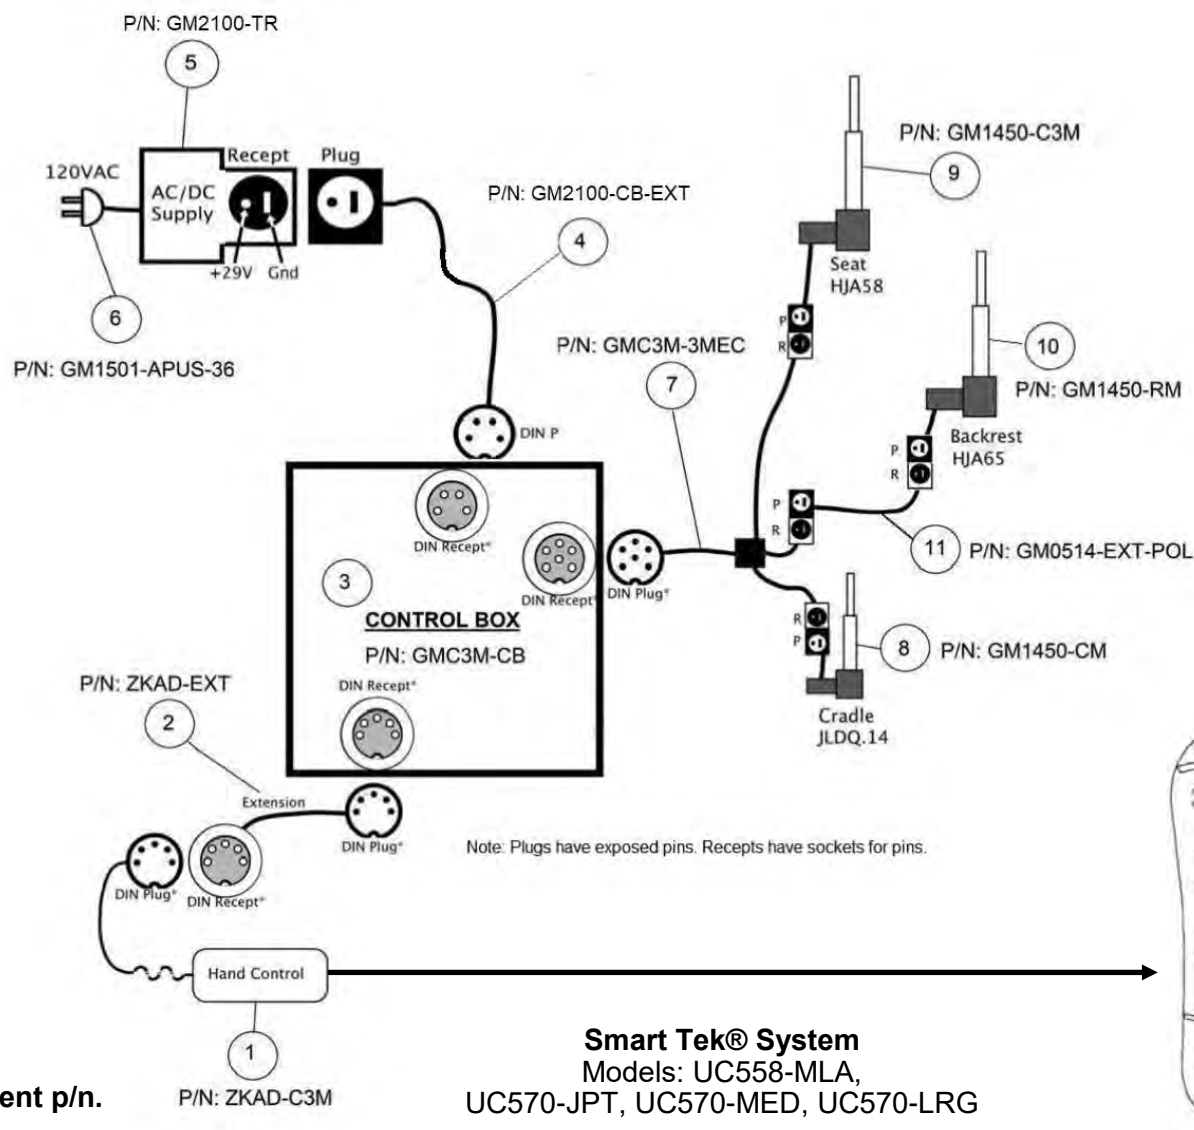 P/N: GM2100-TR
5
120VAC
AC/DC
Supply
Recept
Plug
+29V
Gnd
6
P/N: GM1501-APUS-36
P/N: GM2100-CB-EXT
4
P/N: GM1450-C3M
9
Seat
HJA58
P
R
P/N: GMC3M-3MEC
7
10
P/N: GM1450-RM
Backrest
HJA65
P
R
DIN P
P
R
11
P/N: GM0514-EXT-POL
DIN Recept*
DIN Recept*
DIN Plug*
3
CONTROL BOX
P/N: GMC3M-CB
DIN Recept*
R
P
8
P/N: GM1450-CM
Cradle
JLDQ.14
P/N: ZKAD-EXT
2
Extension
DIN Plug*
Note: Plugs have exposed pins. Recepts have sockets for pins.
DIN Plug*
DIN Recept*
Hand Control
1
P/N: ZKAD-C3M
ent p/n.
Smart Tek® System
Models: UC558-MLA,
UC570-JPT, UC570-MED, UC570-LRG